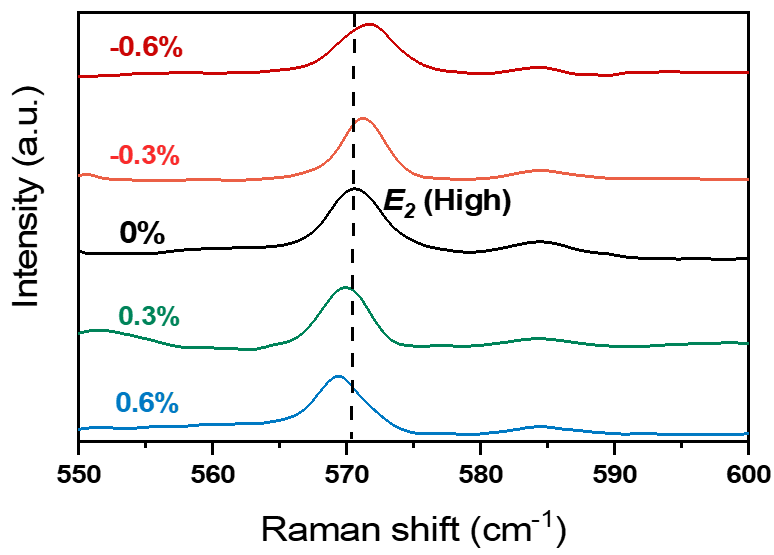 -0.6%
-0.3%
E2 (High)
0%
0.3%
0.6%
Intensity (a.u.)
550 560 570 580 590 600
Raman shift (cm-1)